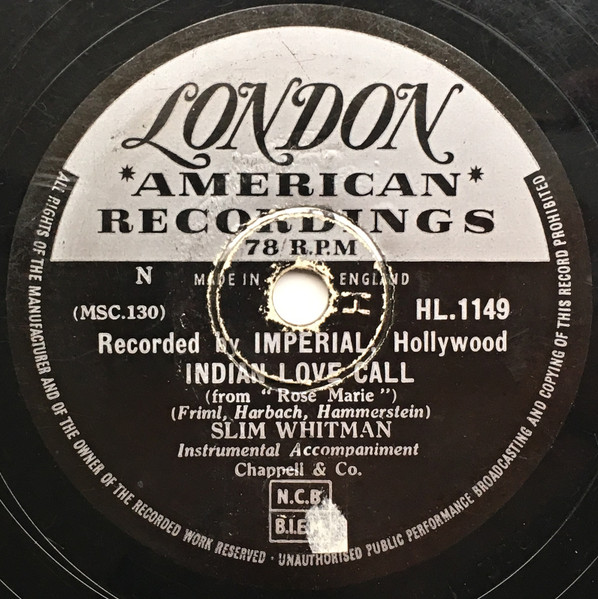 LONDON
*AMERICAN*
RECORDINGS
78 R.P.M
N MADE IN ENGLAND
(MSC.130) HL.1149
Recorded by IMPERIAL, Hollywood
INDIAN LOVE CALL
(from "Rose Marie")
(Friml, Harbach, Hammerstein)
SLIM WHITMAN
Instrumental Accompaniment
Chappell & Co.
N.C.B.
B.I.E.M
ALL RIGHTS OF THE MANUFACTURER AND OF THE OWNER OF THE RECORDED WORK RESERVED · UNAUTHORISED PUBLIC PERFORMANCE BROADCASTING AND COPYING OF THIS RECORD PROHIBITED